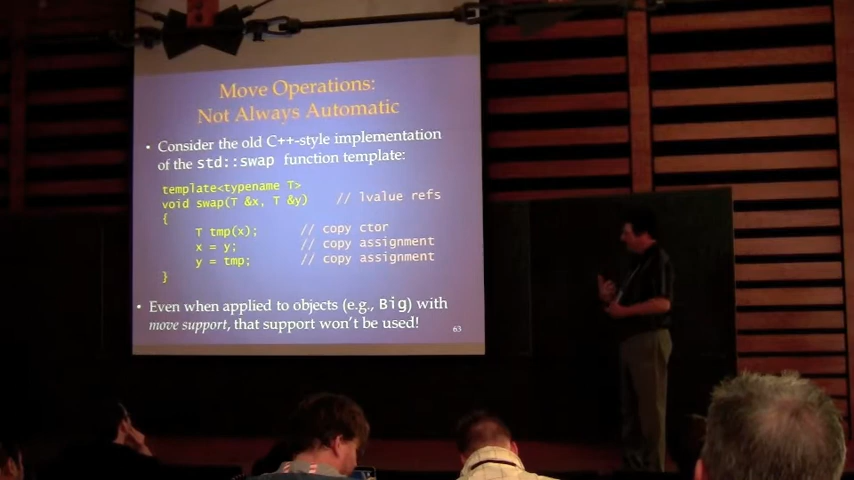 Move Operations:
Not Always Automatic
• Consider the old C++-style implementation
of the std::swap function template:
template<typename T>
void swap(T &x, T &y) // lvalue refs
{
T tmp(x); // copy ctor
x = y; // copy assignment
y = tmp; // copy assignment
}
• Even when applied to objects (e.g., Big) with
move support, that support won't be used!
63